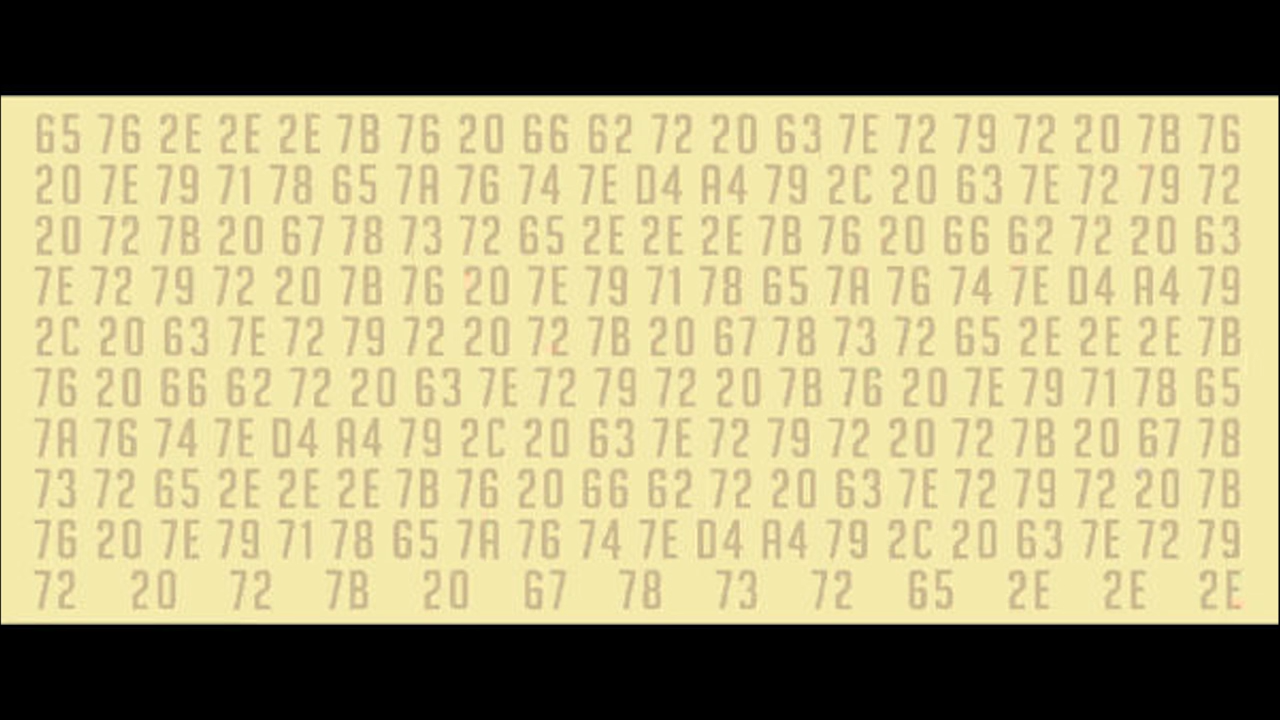 65 76 2E 2E 2E 7B 76 20 66 62 72 20 63 7E 72 79 72 20 7B 76
20 7E 79 71 78 65 7A 76 74 7E D4 A4 79 2C 20 63 7E 72 79 72
20 72 7B 20 67 78 73 72 65 2E 2E 2E 7B 76 20 66 62 72 20 63
7E 72 79 72 20 7B 76 20 7E 79 71 78 65 7A 76 74 7E D4 A4 79
2C 20 63 7E 72 79 72 20 72 7B 20 67 78 73 72 65 2E 2E 2E 7B
76 20 66 62 72 20 63 7E 72 79 72 20 7B 76 20 7E 79 71 78 65
7A 76 74 7E D4 A4 79 2C 20 63 7E 72 79 72 20 72 7B 20 67 78
73 72 65 2E 2E 2E 7B 76 20 66 62 72 20 63 7E 72 79 72 20 7B
76 20 7E 79 71 78 65 7A 76 74 7E D4 A4 79 2C 20 63 7E 72 79
72 20 72 7B 20 67 78 73 72 65 2E 2E 2E